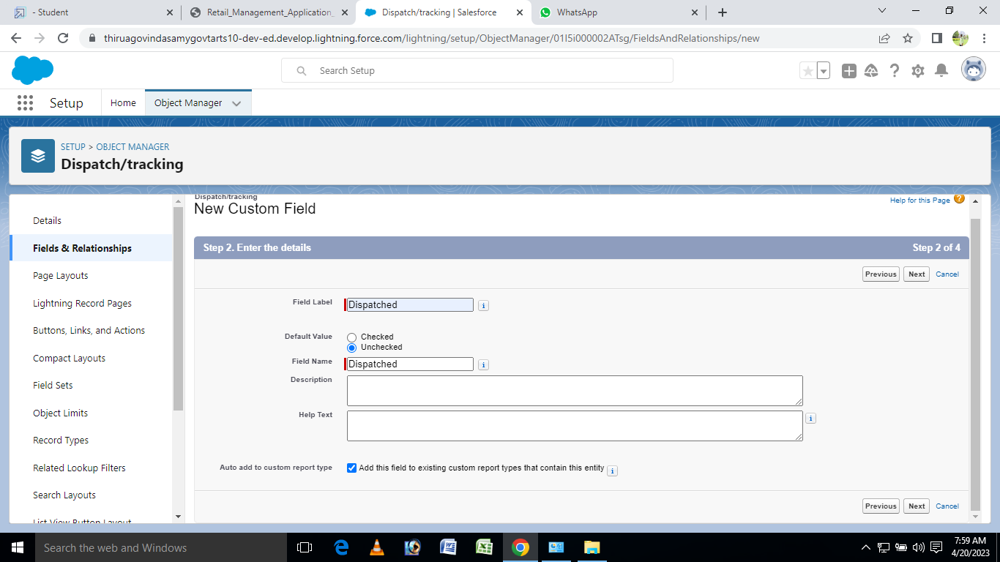 - Student
Retail_Management_Application_
Dispatch/tracking | Salesforce
WhatsApp
thiruagovindasamygovtarts10-dev-ed.develop.lightning.force.com/lightning/setup/ObjectManager/01I5i000002ATsg/FieldsAndRelationships/new
Search Setup
Setup
Home
Object Manager
SETUP > OBJECT MANAGER
Dispatch/tracking
Details
Fields & Relationships
Page Layouts
Lightning Record Pages
Buttons, Links, and Actions
Compact Layouts
Field Sets
Object Limits
Record Types
Related Lookup Filters
Search Layouts
List View Button Layout
Dispatch/tracking
New Custom Field
Help for this Page
Step 2. Enter the details
Step 2 of 4
Previous
Next
Cancel
Field Label
Dispatched
Default Value
Checked
Unchecked
Field Name
Dispatched
Description
Help Text
Auto add to custom report type
Add this field to existing custom report types that contain this entity
Previous
Next
Cancel
Search the web and Windows
7:59 AM
4/20/2023